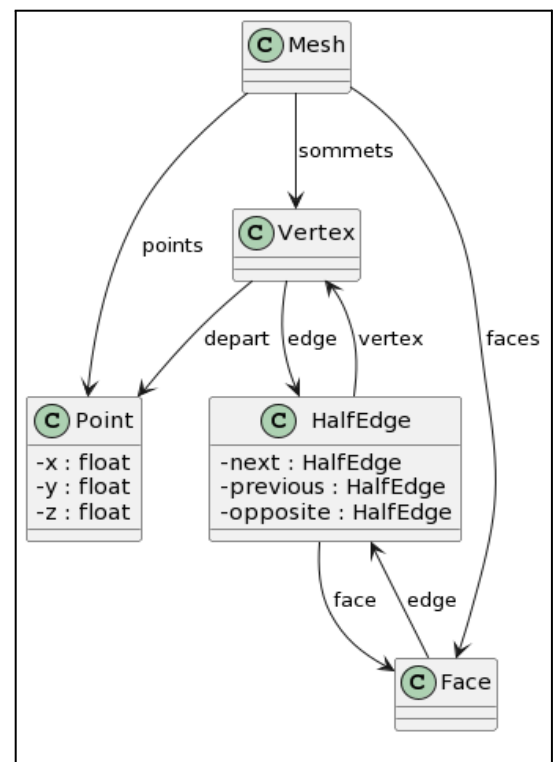 C Mesh
sommets
points
C Vertex
faces
depart
edge
vertex
C Point
-x : float
-y : float
-z : float
C HalfEdge
-next : HalfEdge
-previous : HalfEdge
-opposite : HalfEdge
face
edge
C Face